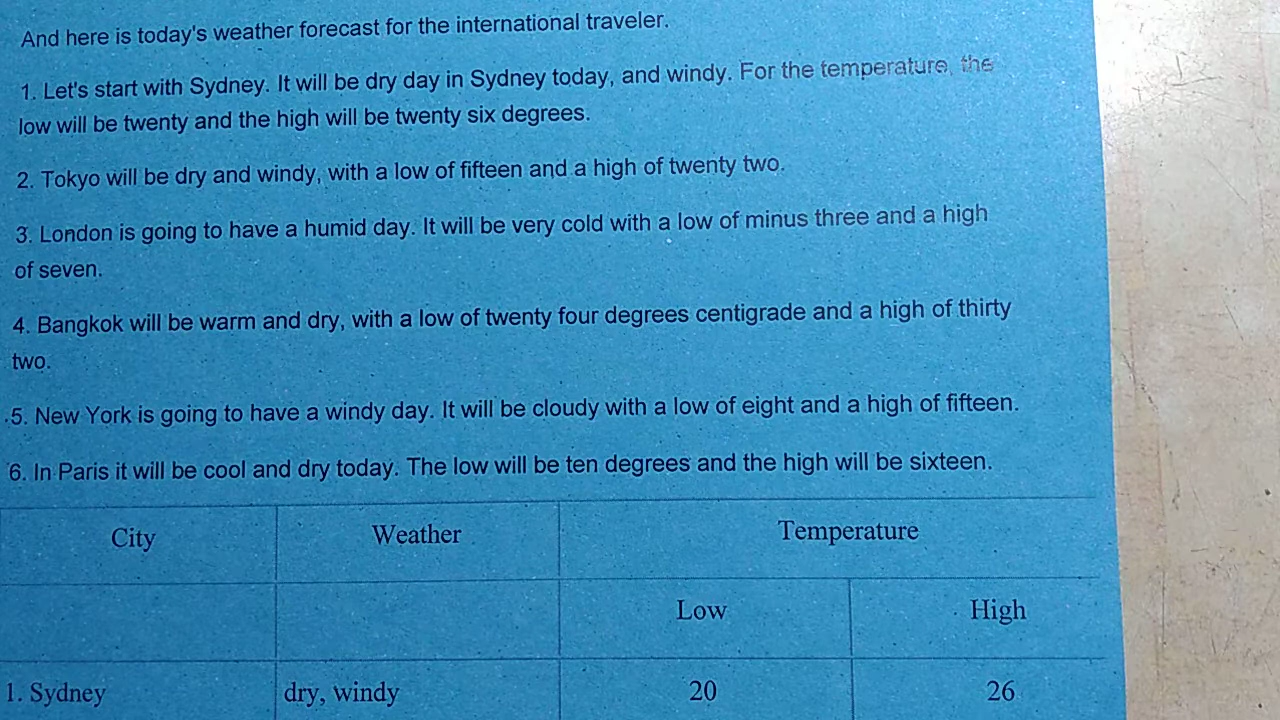 And here is today's weather forecast for the international traveler.
1. Let's start with Sydney. It will be dry day in Sydney today, and windy. For the temperature, the
low will be twenty and the high will be twenty six degrees.
2. Tokyo will be dry and windy, with a low of fifteen and a high of twenty two.
3. London is going to have a humid day. It will be very cold with a low of minus three and a high
of seven.
4. Bangkok will be warm and dry, with a low of twenty four degrees centigrade and a high of thirty
two.
5. New York is going to have a windy day. It will be cloudy with a low of eight and a high of fifteen.
6. In Paris it will be cool and dry today. The low will be ten degrees and the high will be sixteen.
City Weather Temperature
Low High
1. Sydney dry, windy 20 26